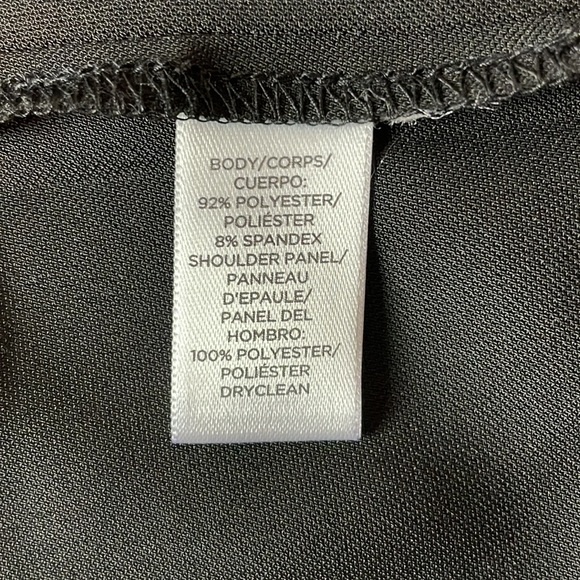 BODY/CORPS/
CUERPO:
92% POLYESTER/
POLIÉSTER
8% SPANDEX
SHOULDER PANEL/
PANNEAU
D'EPAULE/
PANEL DEL
HOMBRO:
100% POLYESTER/
POLIÉSTER
DRYCLEAN